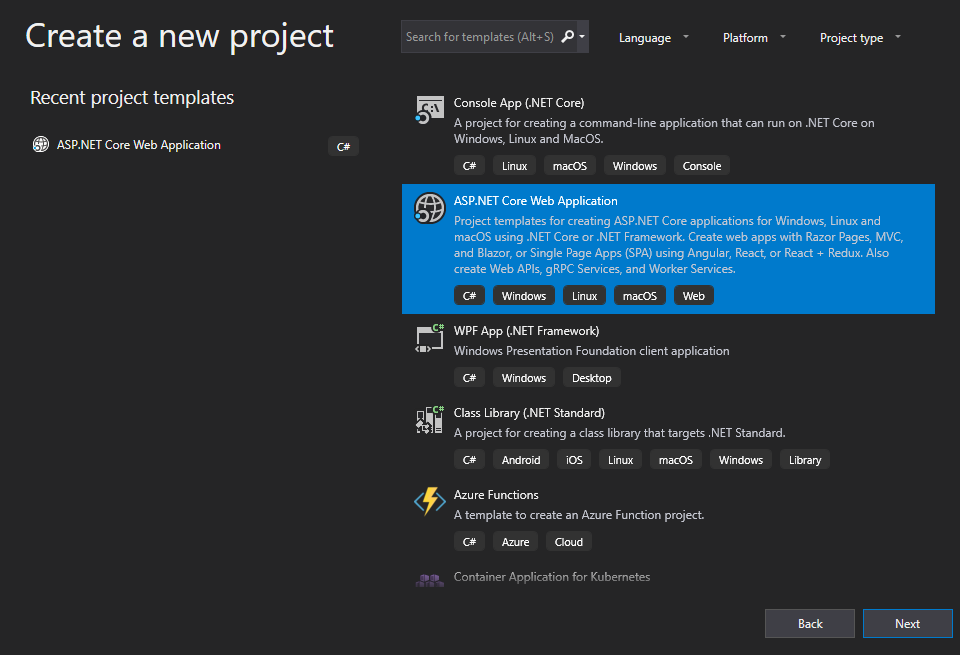 Create a new project
Search for templates (Alt+S)
Language
Platform
Project type
Recent project templates
ASP.NET Core Web Application
C#
Console App (.NET Core)
A project for creating a command-line application that can run on .NET Core on
Windows, Linux and MacOS.
C# Linux macOS Windows Console
ASP.NET Core Web Application
Project templates for creating ASP.NET Core applications for Windows, Linux and
macOS using .NET Core or .NET Framework. Create web apps with Razor Pages, MVC,
and Blazor, or Single Page Apps (SPA) using Angular, React, or React + Redux. Also
create Web APIs, gRPC Services, and Worker Services.
C# Windows Linux macOS Web
C#
WPF App (.NET Framework)
Windows Presentation Foundation client application
C# Windows Desktop
C#
Class Library (.NET Standard)
A project for creating a class library that targets .NET Standard.
C# Android iOS Linux macOS Windows Library
Azure Functions
A template to create an Azure Function project.
C# Azure Cloud
Container Application for Kubernetes
Back
Next